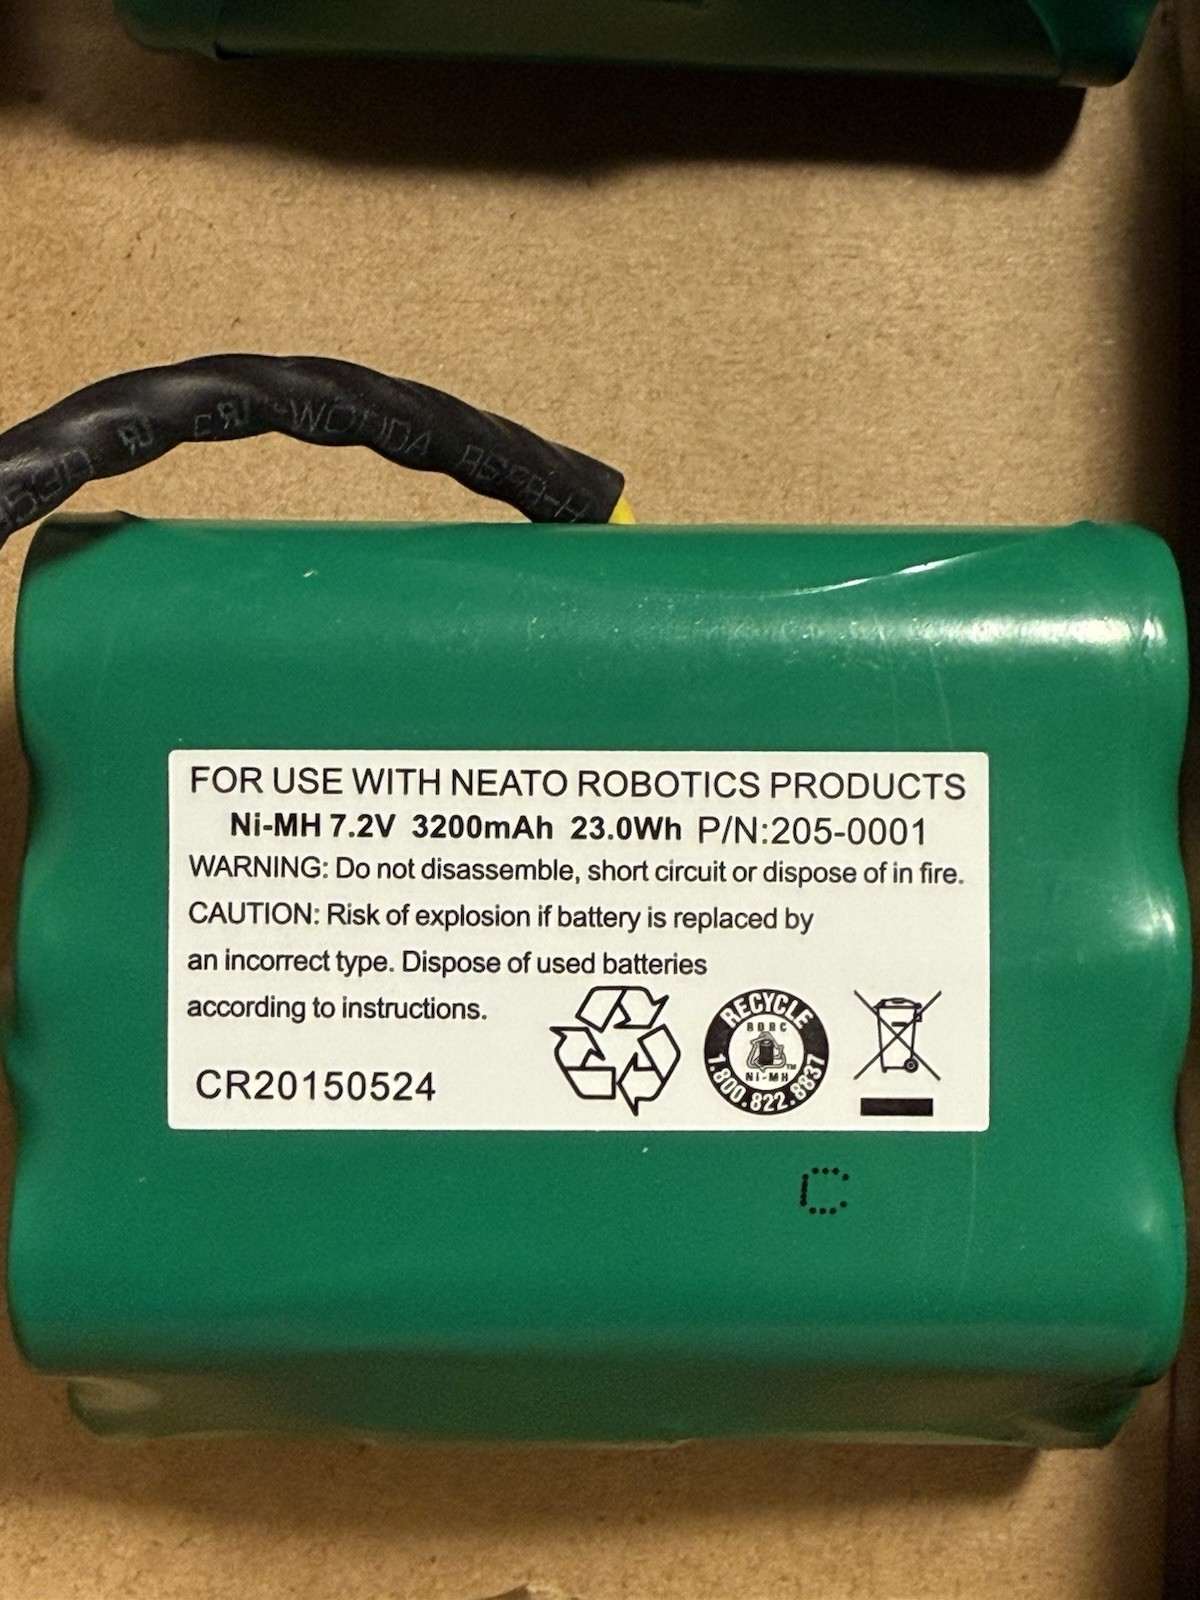 WOODA
FOR USE WITH NEATO ROBOTICS PRODUCTS
Ni-MH 7.2V 3200mAh 23.0Wh P/N:205-0001
WARNING: Do not disassemble, short circuit or dispose of in fire.
CAUTION: Risk of explosion if battery is replaced by
an incorrect type. Dispose of used batteries
according to instructions.
CR20150524
RECYCLE
RBRC
Ni-MH
TM
1.800.822.8837
C